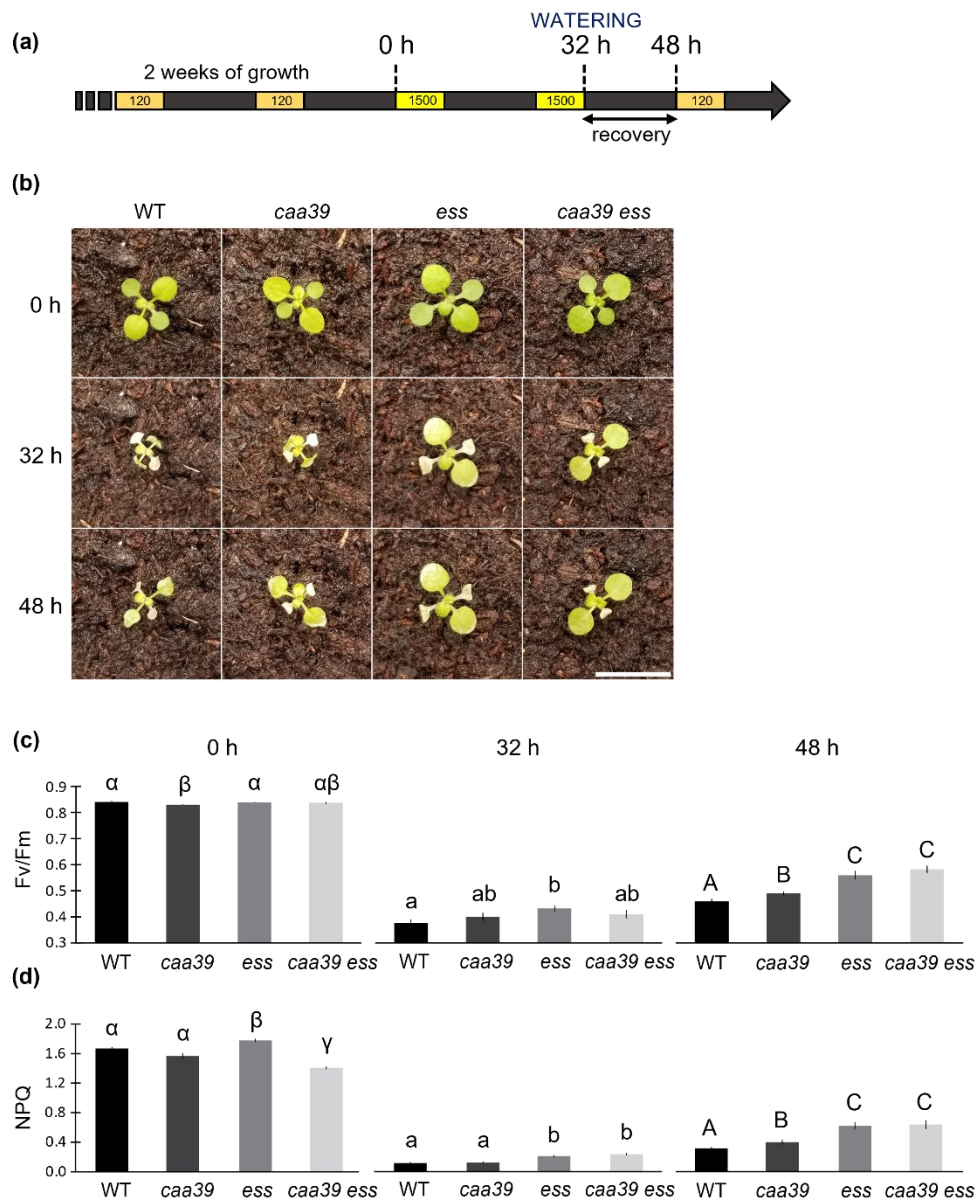 (a)
WATERING
0 h 32 h 48 h
2 weeks of growth
120 120 1500 1500 120
recovery
(b)
WT caa39 ess caa39 ess
0 h
32 h
48 h
(c)
0 h 32 h 48 h
Fv/Fm
0.9
0.8
0.7
0.6
0.5
0.4
0.3
α β α αβ
a ab b ab
A B C C
WT caa39 ess caa39 ess WT caa39 ess caa39 ess WT caa39 ess caa39 ess
(d)
NPQ
2.0
1.6
1.2
0.8
0.4
0.0
α α β γ
a a b b
A B C C
WT caa39 ess caa39 ess WT caa39 ess caa39 ess WT caa39 ess caa39 ess